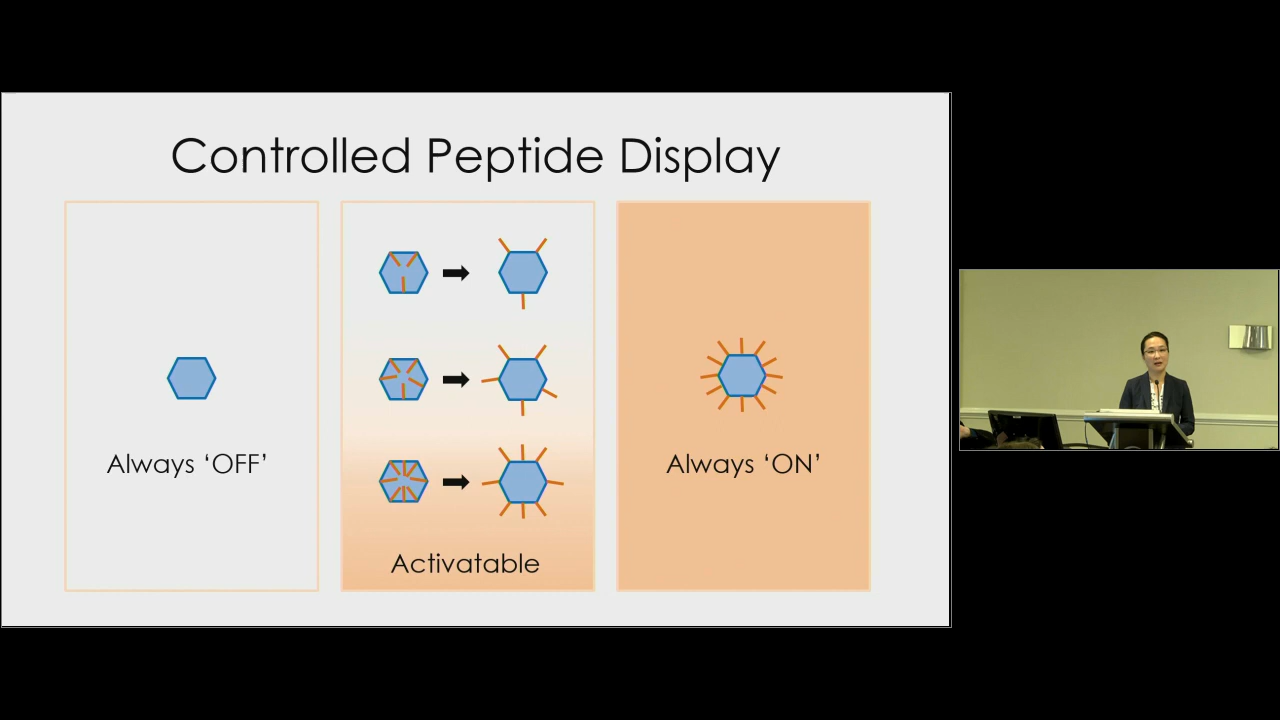 Controlled Peptide Display
Always ‘OFF’
Activatable
Always ‘ON’